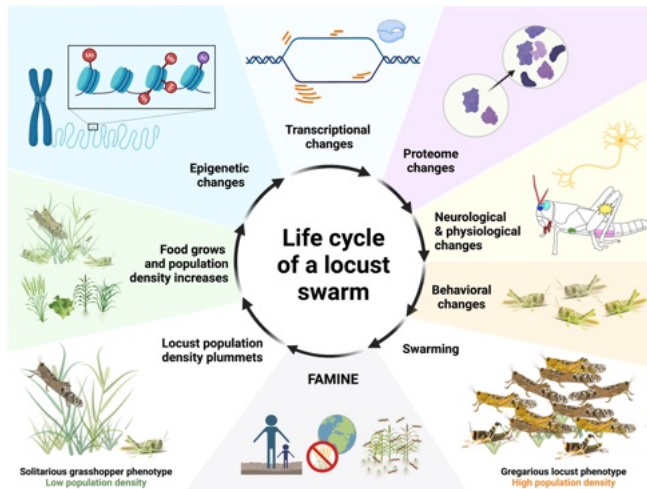 Transcriptional
changes
Proteome
changes
Epigenetic
changes
Neurological
& physiological
changes
Life cycle
of a locust
swarm
Food grows
and population
density increases
Behavioral
changes
Locust population
density plummets
Swarming
FAMINE
Solitarious grasshopper phenotype
Low population density
Gregarious locust phenotype
High population density